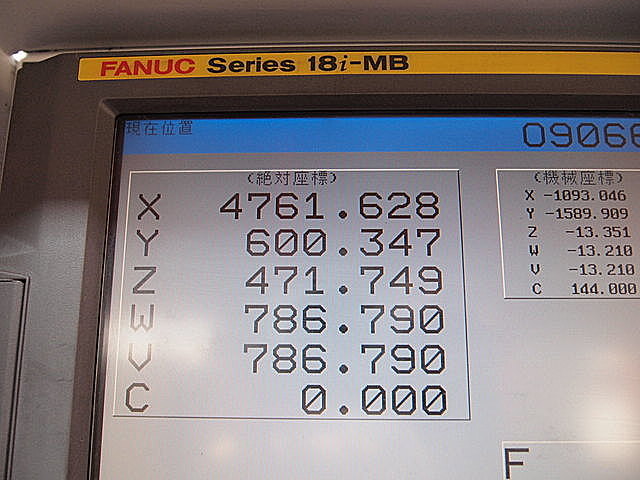 FANUC Series 18i-MB
現在位置
O9066
(絶対座標)
X 4761.628
Y 600.347
Z 471.749
W 786.790
V 786.790
C 0.000
(機械座標)
X -1093.046
Y -1589.909
Z -13.351
W -13.210
V -13.210
C 144.000
F